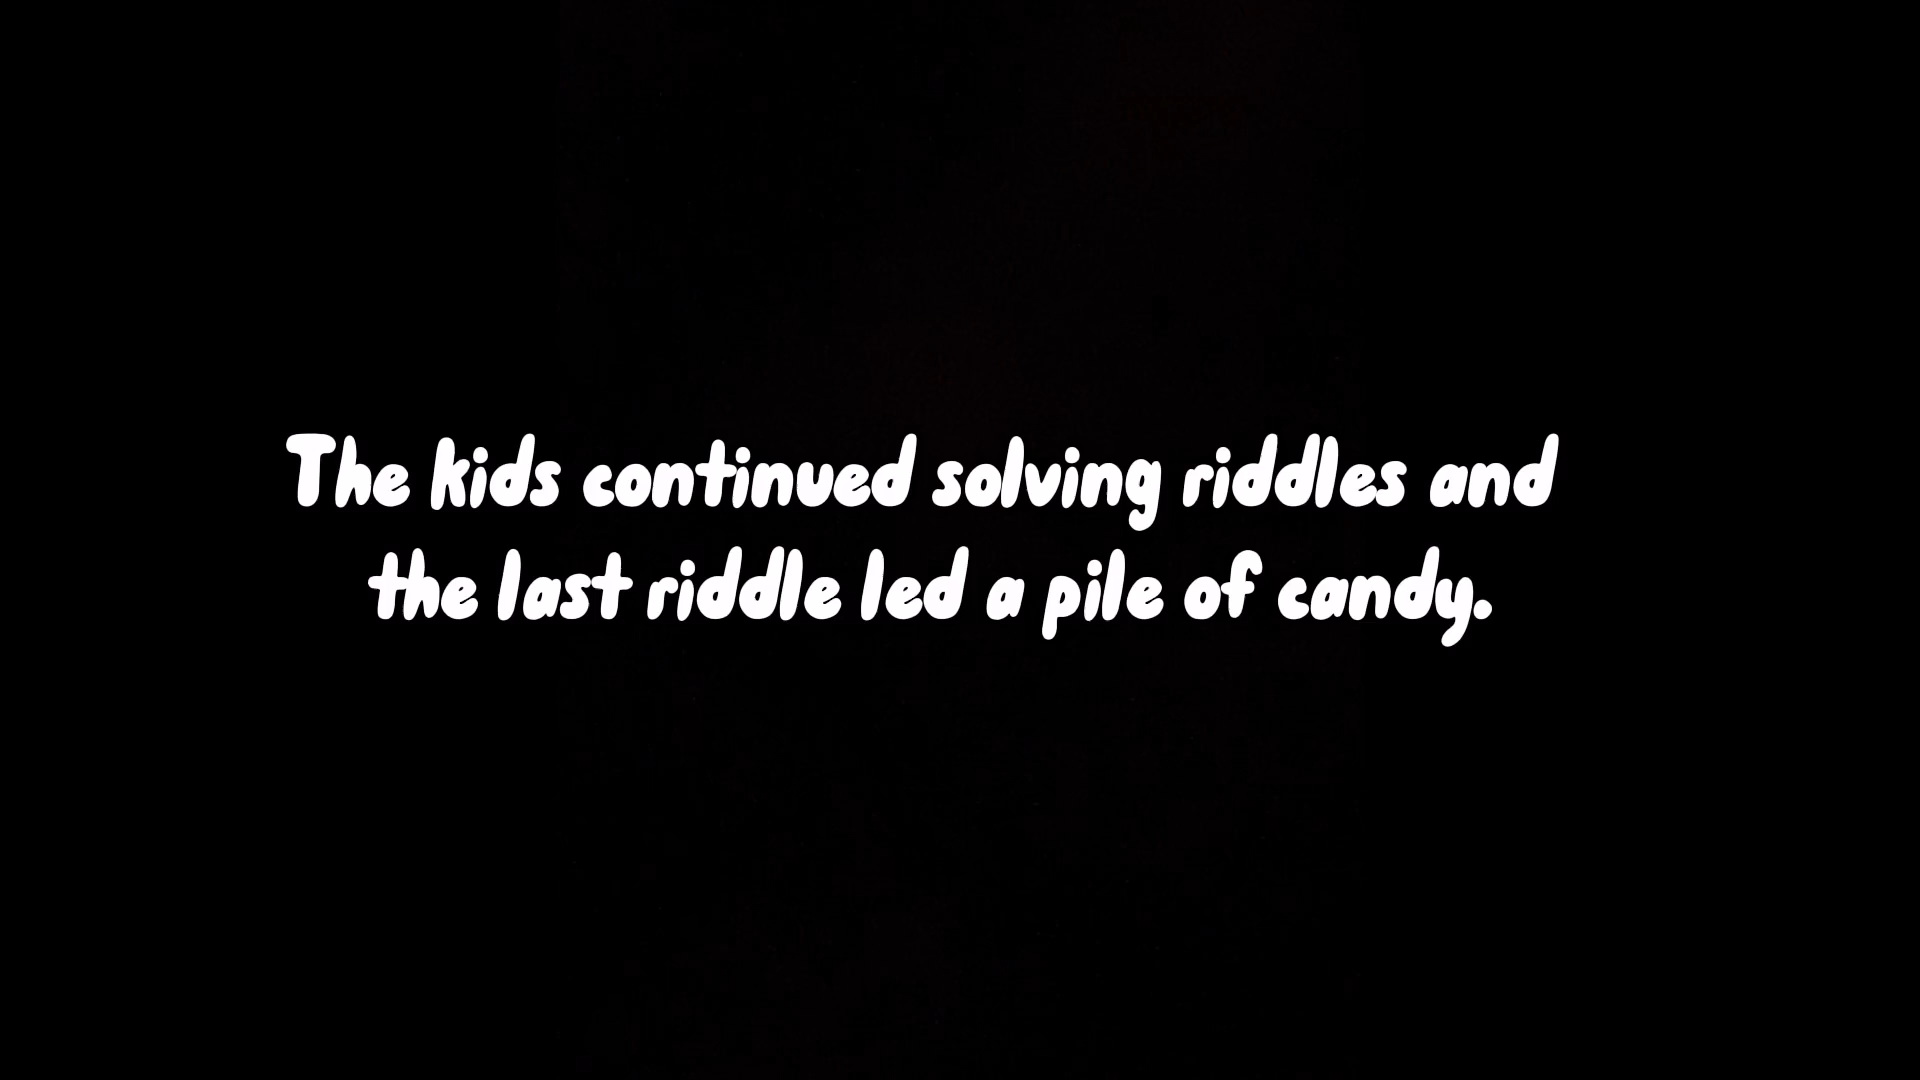 The kids continued solving riddles and
the last riddle led a pile of candy.